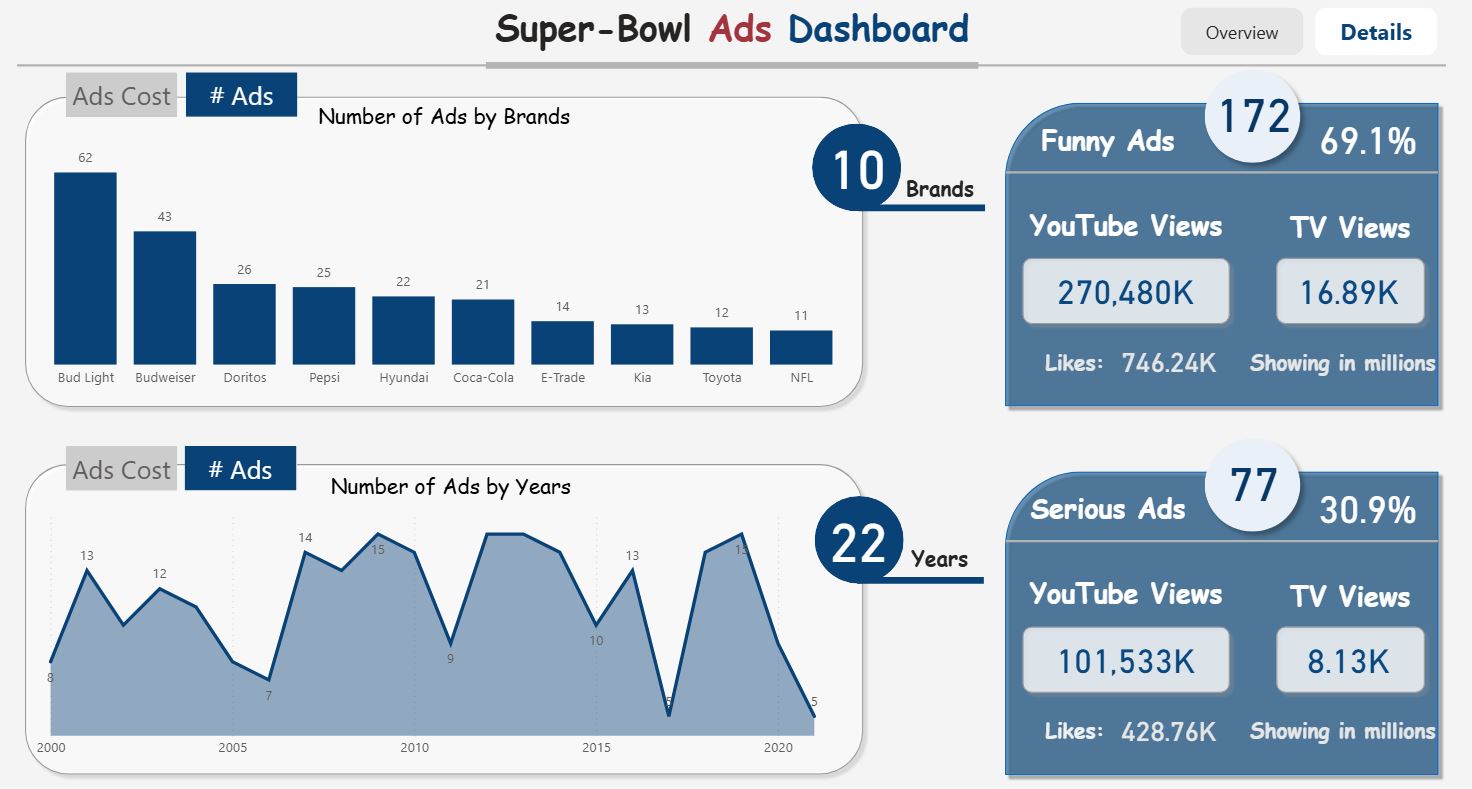 Super-Bowl Ads Dashboard
Overview
Details
Ads Cost
# Ads
Number of Ads by Brands
62
43
26
25
22
21
14
13
12
11
Bud Light
Budweiser
Doritos
Pepsi
Hyundai
Coca-Cola
E-Trade
Kia
Toyota
NFL
10
Brands
Funny Ads
172
69.1%
YouTube Views
TV Views
270,480K
16.89K
Likes: 746.24K
Showing in millions
Ads Cost
# Ads
Number of Ads by Years
8
13
12
7
14
15
9
10
13
5
15
5
2000
2005
2010
2015
2020
22
Years
Serious Ads
77
30.9%
YouTube Views
TV Views
101,533K
8.13K
Likes: 428.76K
Showing in millions